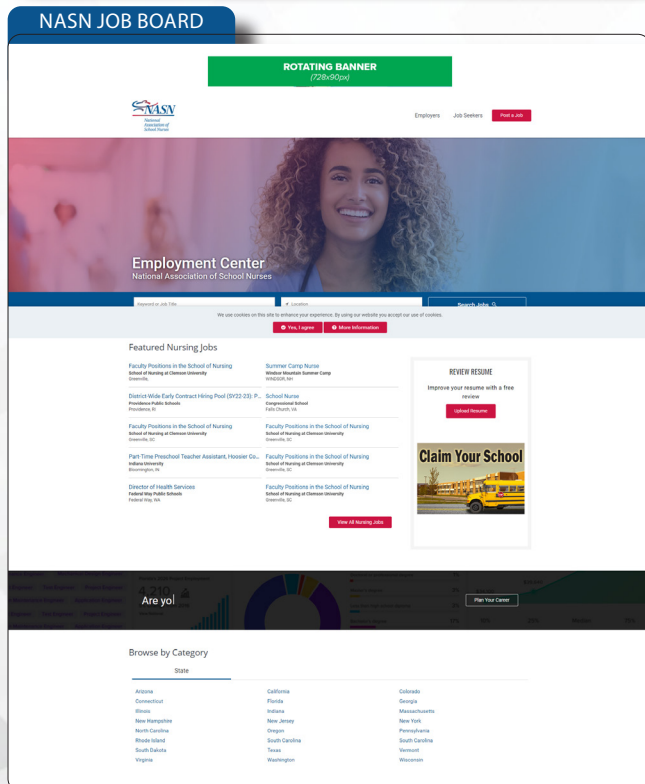 NASN JOB BOARD
ROTATING BANNER
(728x90px)
NASN
National
Association of
School Nurses
Employers Job Seekers Post a Job
Employment Center
National Association of School Nurses
Keyword or Job Title Location Search Jobs
We use cookies on this site to enhance your experience. By using our website you accept our use of cookies.
Yes, I agree More Information
Featured Nursing Jobs
Faculty Positions in the School of Nursing
School of Nursing at Clemson University
Greenville,
Summer Camp Nurse
Windsor Mountain Summer Camp
WINDSOR, NH
District-Wide Early Contract Hiring Pool (SY22-23): P...
Providence Public Schools
Providence, RI
School Nurse
Congressional School
Falls Church, VA
Faculty Positions in the School of Nursing
School of Nursing at Clemson University
Greenville, SC
Faculty Positions in the School of Nursing
School of Nursing at Clemson University
Greenville, SC
Part-Time Preschool Teacher Assistant, Hoosier Co...
Indiana University
Bloomington, IN
Faculty Positions in the School of Nursing
School of Nursing at Clemson University
Greenville, SC
Director of Health Services
Federal Way Public Schools
Federal Way, WA
Faculty Positions in the School of Nursing
School of Nursing at Clemson University
Greenville, SC
View All Nursing Jobs
REVIEW RESUME
Improve your resume with a free
review
Upload Resume
Claim Your School
4,210
Are yo
Plan Your Career
Browse by Category
State
Arizona California Colorado
Connecticut Florida Georgia
Illinois Indiana Massachusetts
New Hampshire New Jersey New York
North Carolina Oregon Pennsylvania
Rhode Island South Carolina South Carolina
South Dakota Texas Vermont
Virginia Washington Wisconsin